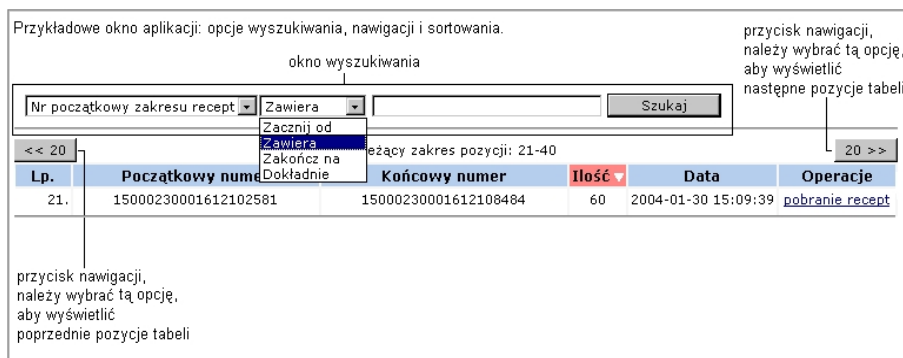 Przykładowe okno aplikacji: opcje wyszukiwania, nawigacji i sortowania.
okno wyszukiwania
przycisk nawigacji,
należy wybrać tą opcję,
aby wyświetlić
następne pozycje tabeli
Nr początkowy zakresu recept Zawiera Szukaj
Zacznij od
Zawiera
Zakończ na
Dokładnie
<< 20 eżący zakres pozycji: 21-40 20 >>
Lp. Początkowy nume Końcowy numer Ilość Data Operacje
21. 15000230001612102581 15000230001612108484 60 2004-01-30 15:09:39 pobranie recept
przycisk nawigacji,
należy wybrać tą opcję,
aby wyświetlić
poprzednie pozycje tabeli